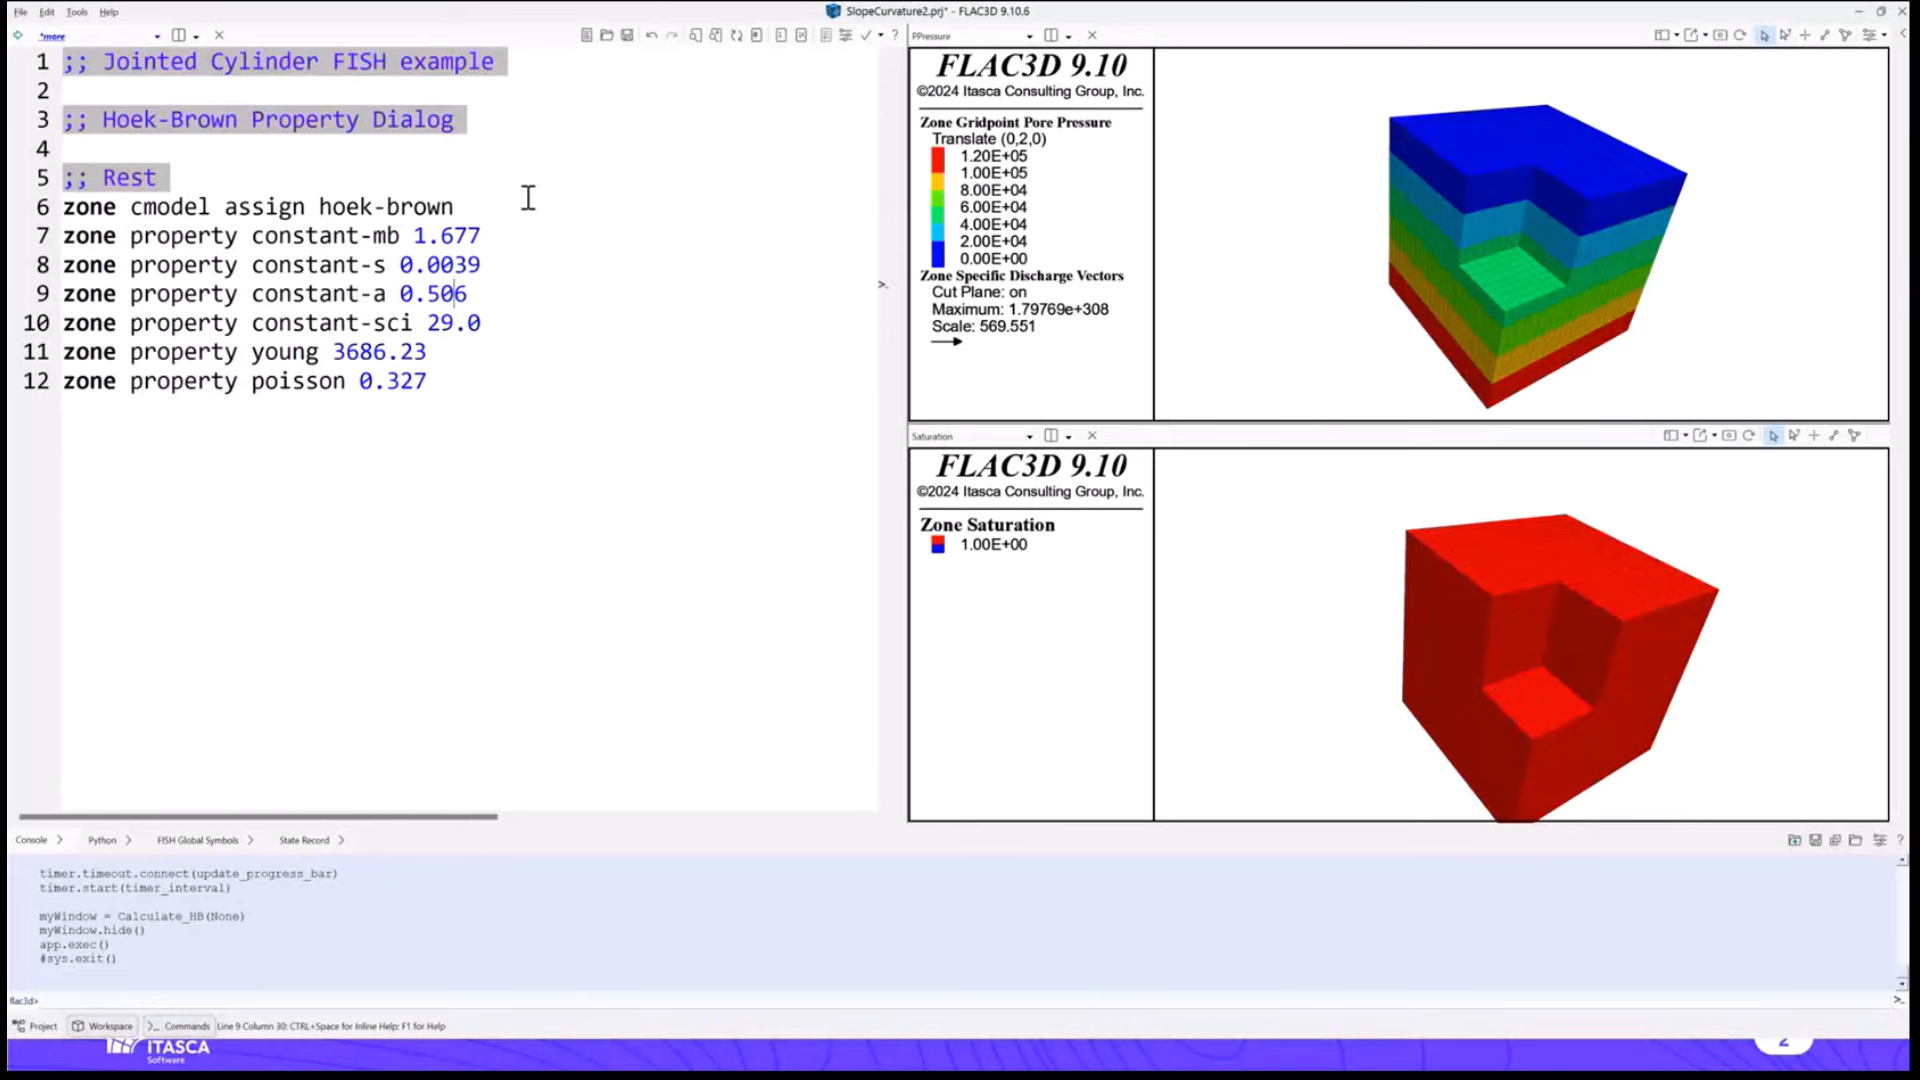 SlopeCurvature2.prj* - FLAC3D 9.10.6
File Edit Tools Help
*more
1 ;; Jointed Cylinder FISH example
2
3 ;; Hoek-Brown Property Dialog
4
5 ;; Rest
6 zone cmodel assign hoek-brown
7 zone property constant-mb 1.677
8 zone property constant-s 0.0039
9 zone property constant-a 0.506
10 zone property constant-sci 29.0
11 zone property young 3686.23
12 zone property poisson 0.327
PPressure
FLAC3D 9.10
©2024 Itasca Consulting Group, Inc.
Zone Gridpoint Pore Pressure
Translate (0,2,0)
1.20E+05
1.00E+05
8.00E+04
6.00E+04
4.00E+04
2.00E+04
0.00E+00
Zone Specific Discharge Vectors
Cut Plane: on
Maximum: 1.79769e+308
Scale: 569.551
Saturation
FLAC3D 9.10
©2024 Itasca Consulting Group, Inc.
Zone Saturation
1.00E+00
Console Python FISH Global Symbols State Record
timer.timeout.connect(update_progress_bar)
timer.start(timer_interval)
myWindow = Calculate_HB(None)
myWindow.hide()
app.exec()
#sys.exit()
flac3d>
Project Workspace Commands Line 9 Column 30: CTRL+Space for Inline Help: F1 for Help
ITASCA
Software
2